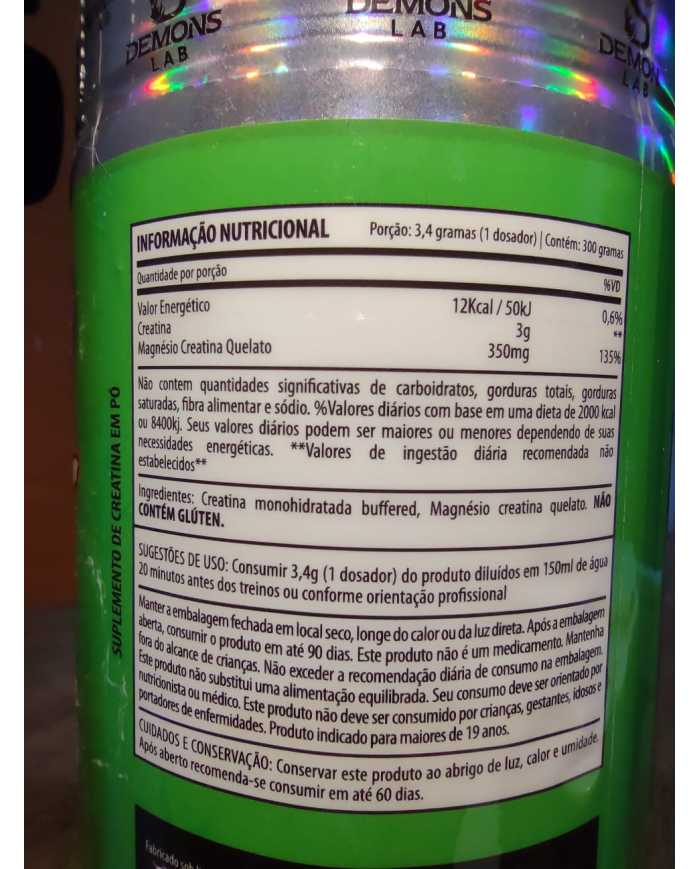 DEMONS
LAB
DEMONS
LAB
DEMON
LAB
INFORMAÇÃO NUTRICIONAL Porção: 3,4 gramas (1 dosador) | Contém: 300 gramas
Quantidade por porção %VD
Valor Energético 12Kcal / 50kJ 0,6%
Creatina 3g **
Magnésio Creatina Quelato 350mg 135%
Não contem quantidades significativas de carboidratos, gorduras totais, gorduras
saturadas, fibra alimentar e sódio. %Valores diários com base em uma dieta de 2000 kcal
ou 8400kj. Seus valores diários podem ser maiores ou menores dependendo de suas
necessidades energéticas. **Valores de ingestão diária recomendada não
estabelecidos**
Ingredientes: Creatina monohidratada buffered, Magnésio creatina quelato. NÃO
CONTÉM GLÚTEN.
SUGESTÕES DE USO: Consumir 3,4g (1 dosador) do produto diluídos em 150ml de água
20 minutos antes dos treinos ou conforme orientação profissional
Manter a embalagem fechada em local seco, longe do calor ou da luz direta. Após a embalagem
aberta, consumir o produto em até 90 dias. Este produto não é um medicamento. Mantenha
fora do alcance de crianças. Não exceder a recomendação diária de consumo na embalagem.
Este produto não substitui uma alimentação equilibrada. Seu consumo deve ser orientado por
nutricionista ou médico. Este produto não deve ser consumido por crianças, gestantes, idosos e
portadores de enfermidades. Produto indicado para maiores de 19 anos.
CUIDADOS E CONSERVAÇÃO: Conservar este produto ao abrigo de luz, calor e umidade.
Após aberto recomenda-se consumir em até 60 dias.
SUPLEMENTO DE CREATINA EM PÓ
Fabricado